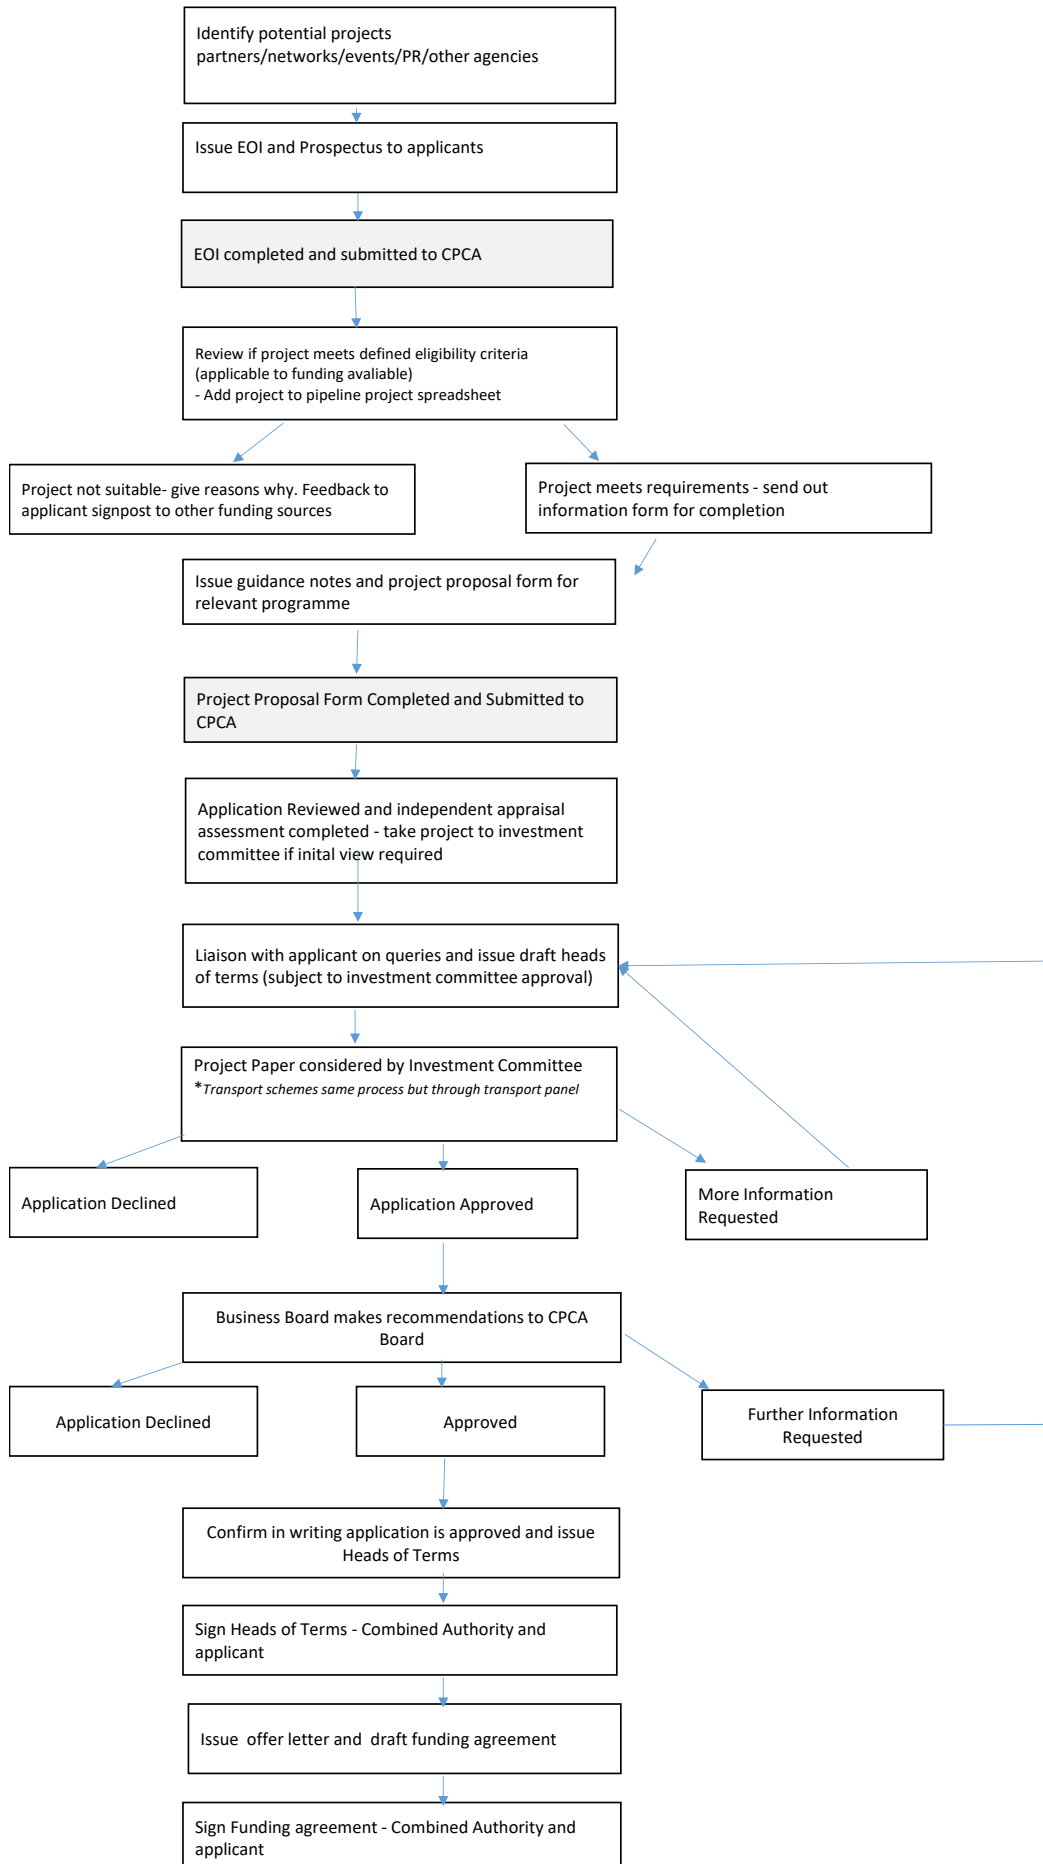 Identify potential projects
partners/networks/events/PR/other agencies
Issue EOI and Prospectus to applicants
EOI completed and submitted to CPCA
Review if project meets defined eligibility criteria
(applicable to funding avaliable)
- Add project to pipeline project spreadsheet
Project not suitable- give reasons why. Feedback to
applicant signpost to other funding sources
Project meets requirements - send out
information form for completion
Issue guidance notes and project proposal form for
relevant programme
Project Proposal Form Completed and Submitted to
CPCA
Application Reviewed and independent appraisal
assessment completed - take project to investment
committee if inital view required
Liaison with applicant on queries and issue draft heads
of terms (subject to investment committee approval)
Project Paper considered by Investment Committee
*Transport schemes same process but through transport panel
Application Declined
Application Approved
More Information
Requested
Business Board makes recommendations to CPCA
Board
Application Declined
Approved
Further Information
Requested
Confirm in writing application is approved and issue
Heads of Terms
Sign Heads of Terms - Combined Authority and
applicant
Issue  offer letter and  draft funding agreement
Sign Funding agreement - Combined Authority and
applicant